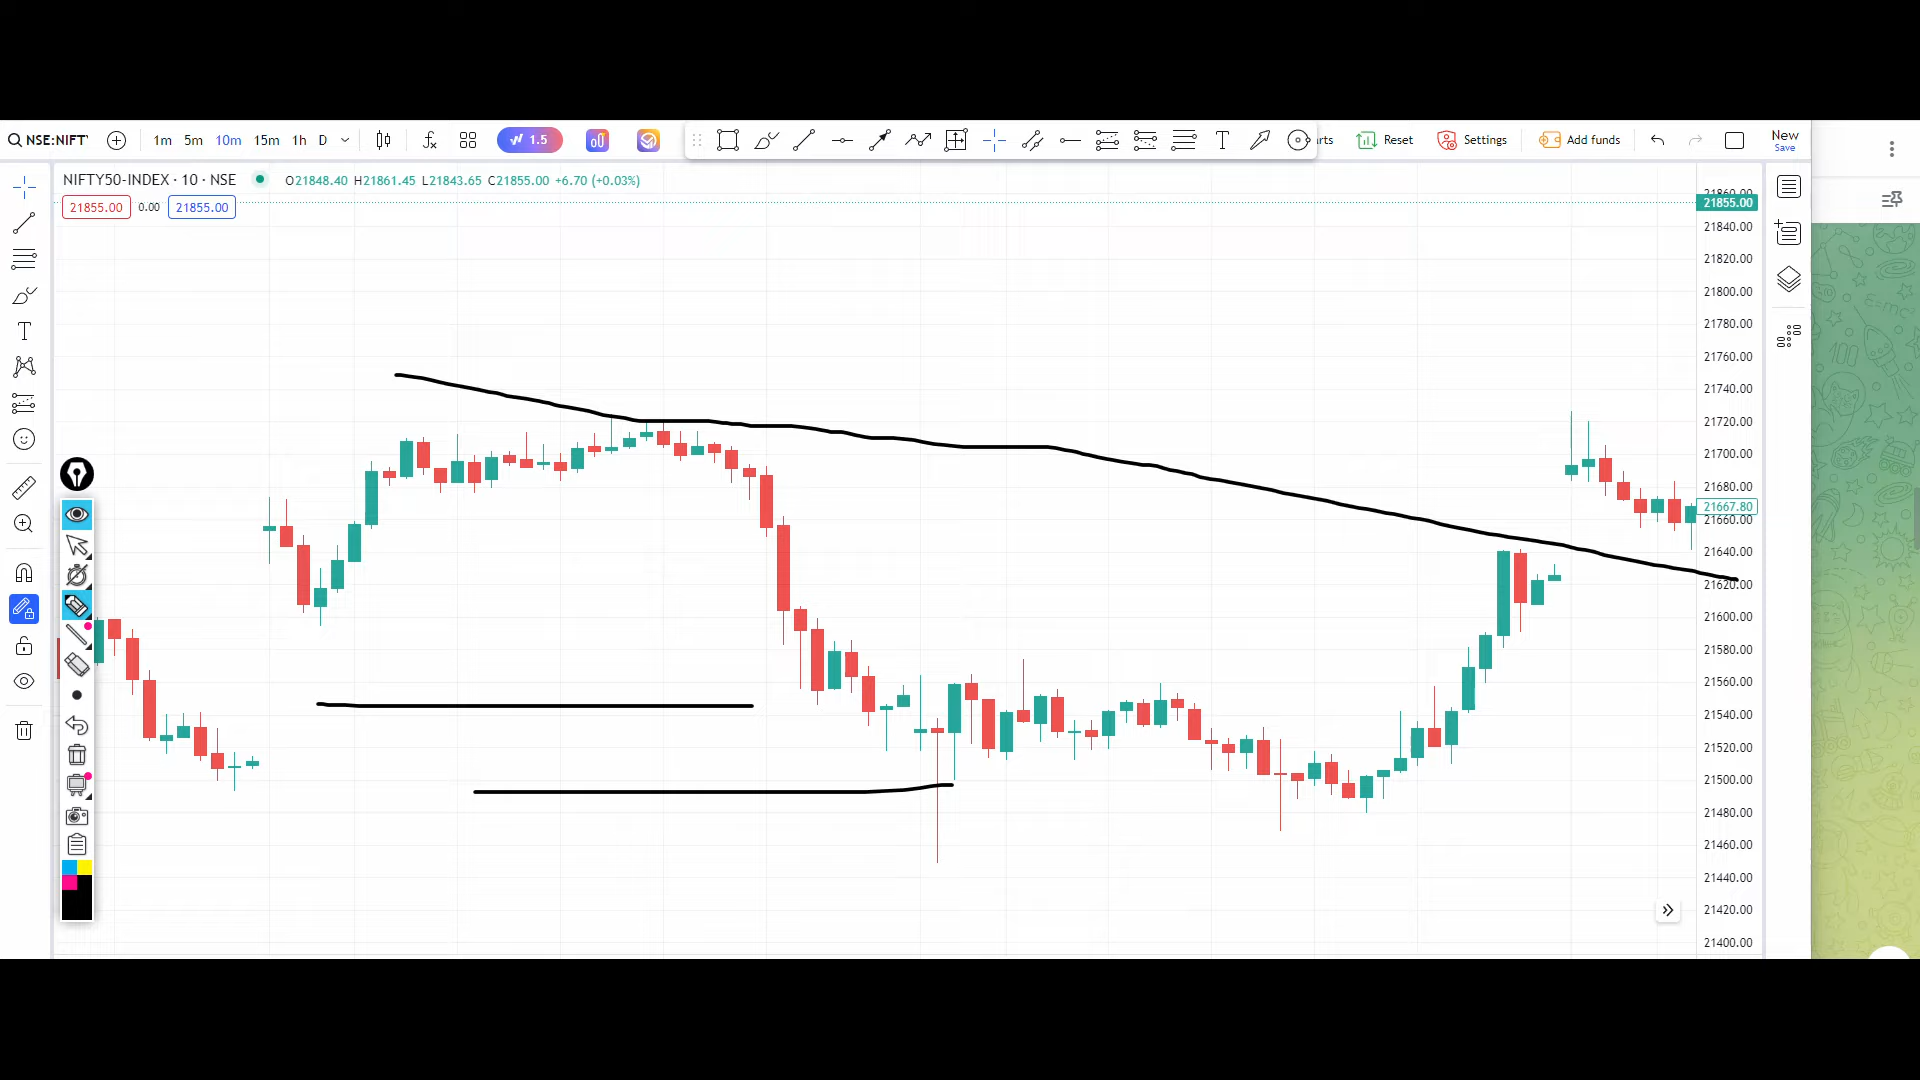 NSE:NIFTY
1m 5m 10m 15m 1h D
1.5
rts
Reset
Settings
Add funds
New
Save
NIFTY50-INDEX · 10 · NSE
O21848.40 H21861.45 L21843.65 C21855.00 +6.70 (+0.03%)
21855.00 0.00 21855.00
21860.00
21855.00
21840.00
21820.00
21800.00
21780.00
21760.00
21740.00
21720.00
21700.00
21680.00
21667.80
21660.00
21640.00
21620.00
21600.00
21580.00
21560.00
21540.00
21520.00
21500.00
21480.00
21460.00
21440.00
21420.00
21400.00